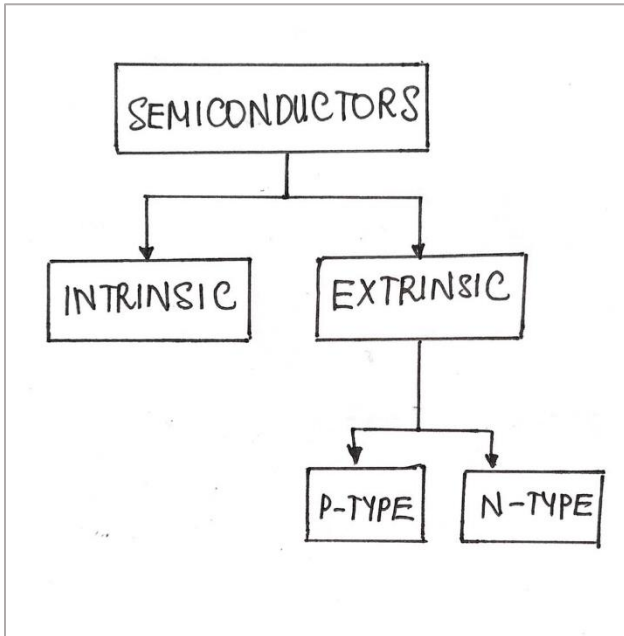 SEMICONDUCTORS
INTRINSIC
EXTRINSIC
P-TYPE
N-TYPE